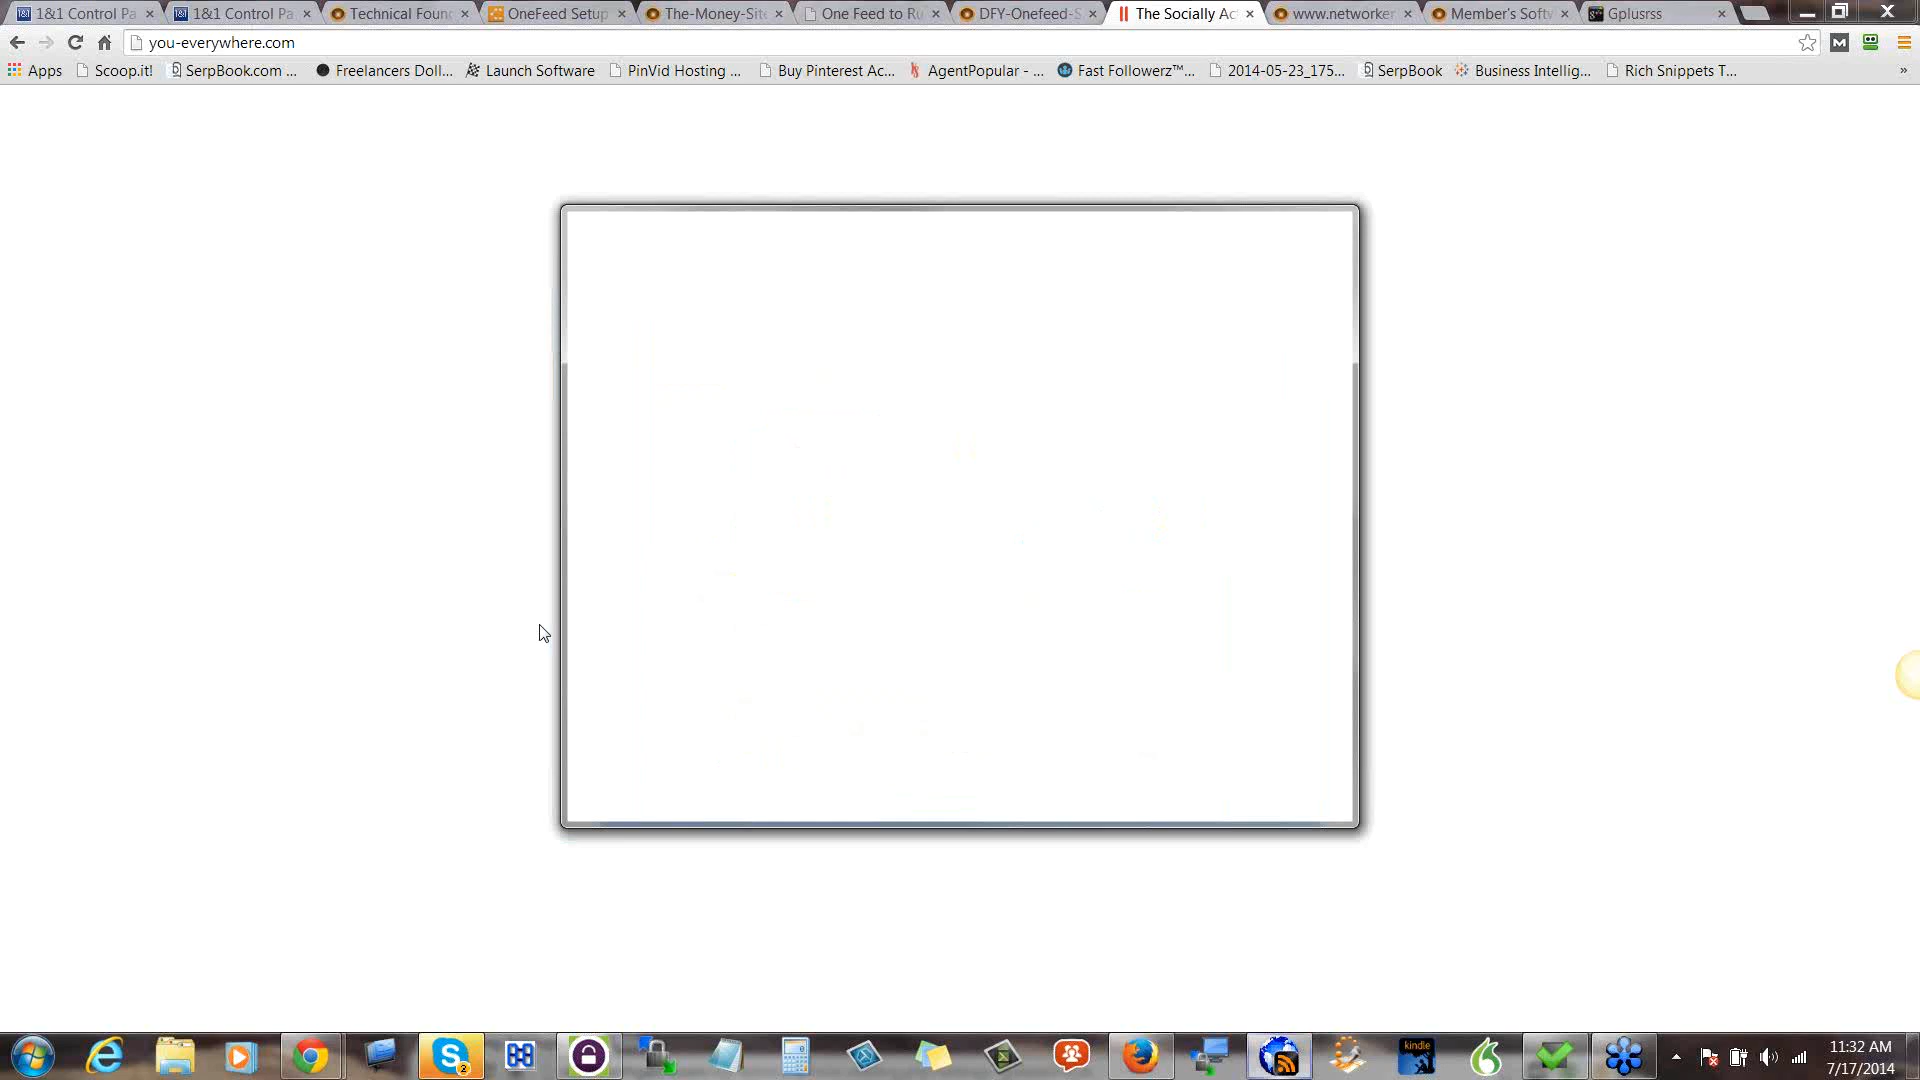 1&1 Control Pa
1&1 Control Pa
Technical Foun
OneFeed Setup
The-Money-Site
One Feed to Ru
DFY-Onefeed-S
The Socially Ac
www.networker
Member's Softw
Gplusrss
you-everywhere.com
Apps
Scoop.it!
SerpBook.com ...
Freelancers Doll...
Launch Software
PinVid Hosting ...
Buy Pinterest Ac...
AgentPopular - ...
Fast Followerz™...
2014-05-23_175...
SerpBook
Business Intellig...
Rich Snippets T...
»
kindle
2
11:32 AM
7/17/2014